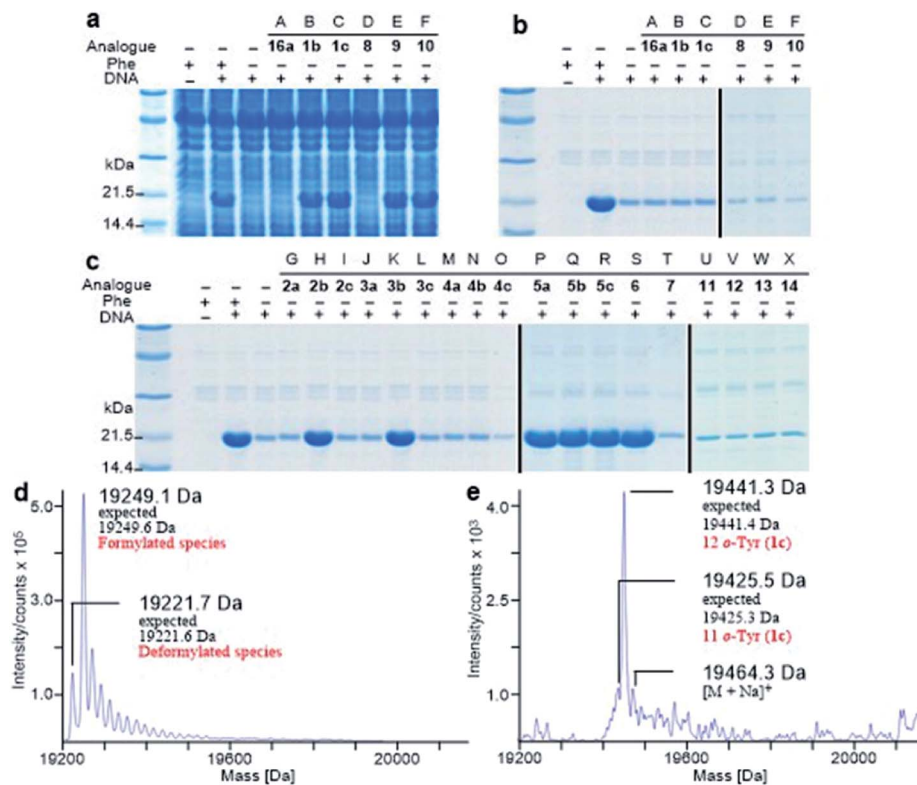 a
A B C D E F
Analogue – – – 16a 1b 1c 8 9 10
Phe + + – – – – – – –
DNA – + + + + + + + +
kDa
21.5
14.4
b
A B C D E F
– – – 16a 1b 1c 8 9 10
+ + – – – – – – –
– + + + + + + + +
c
G H I J K L M N O P Q R S T U V W X
Analogue – – – 2a 2b 2c 3a 3b 3c 4a 4b 4c 5a 5b 5c 6 7 11 12 13 14
Phe + + – – – – – – – – – – – – – – – – – – –
DNA – + + + + + + + + + + + + + + + + + + + +
kDa
21.5
14.4
d
Intensity/counts x 10⁵
5.0
3.0
1.0
19249.1 Da
expected
19249.6 Da
Formylated species
19221.7 Da
expected
19221.6 Da
Deformylated species
19200 19600 20000
Mass [Da]
e
Intensity/counts x 10³
4.0
2.5
1.0
19441.3 Da
expected
19441.4 Da
12 o-Tyr (1c)
19425.5 Da
expected
19425.3 Da
11 o-Tyr (1c)
19464.3 Da
[M + Na]⁺
19200 19600 20000
Mass [Da]